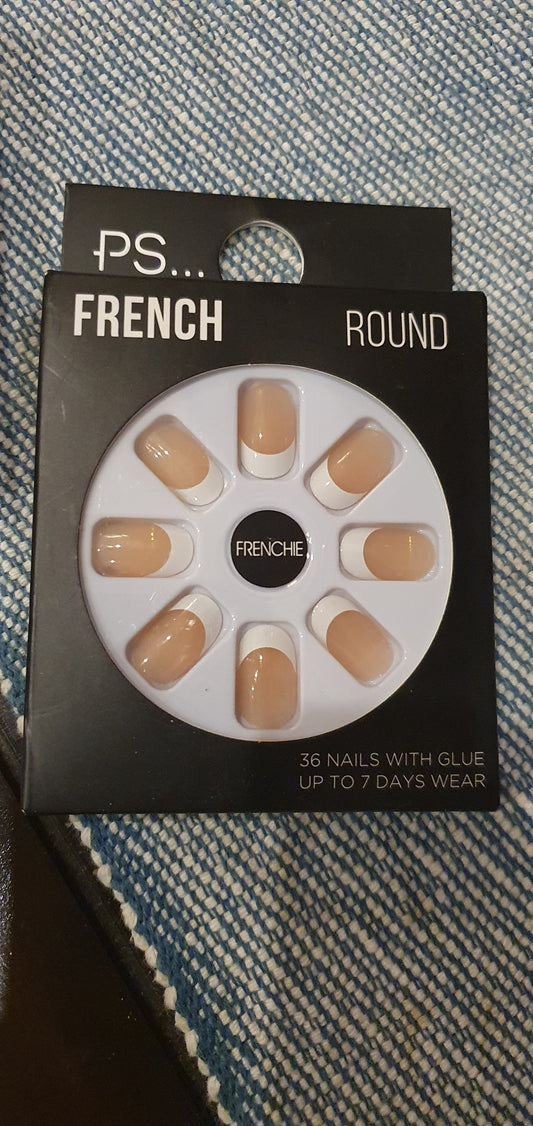 PS...
FRENCH
ROUND
FRENCHIE
36 NAILS WITH GLUE
UP TO 7 DAYS WEAR